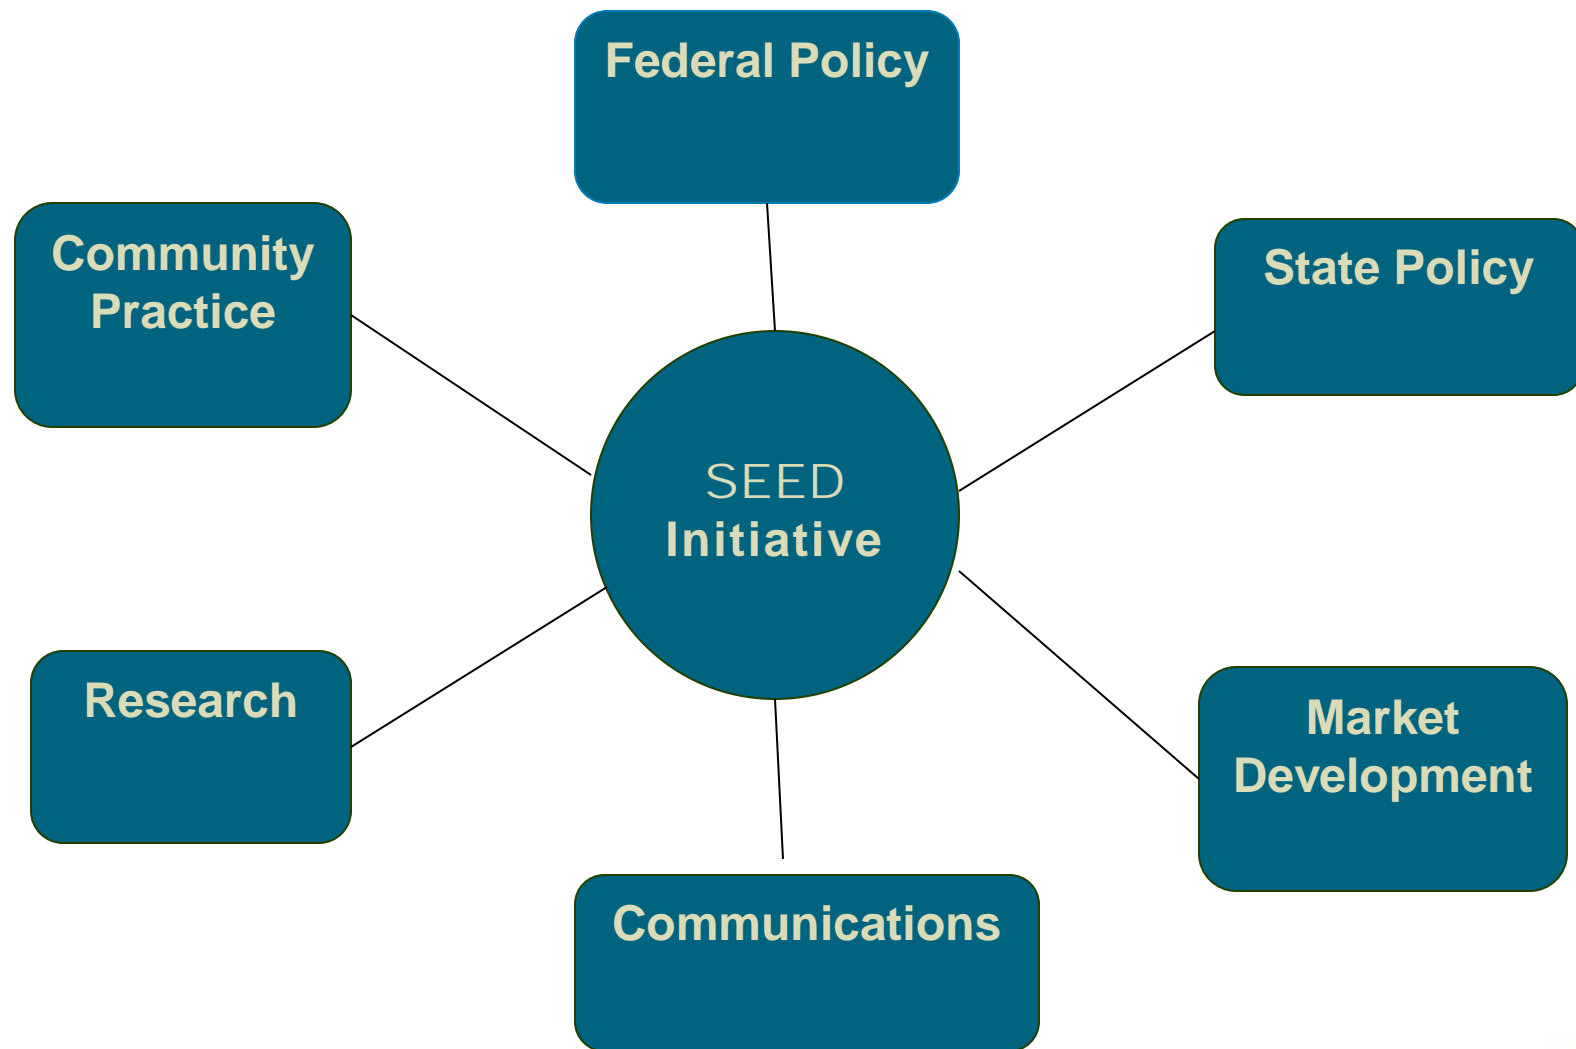 Federal Policy
Community
Practice
State Policy
SEED
Initiative
Research
Market
Development
Communications